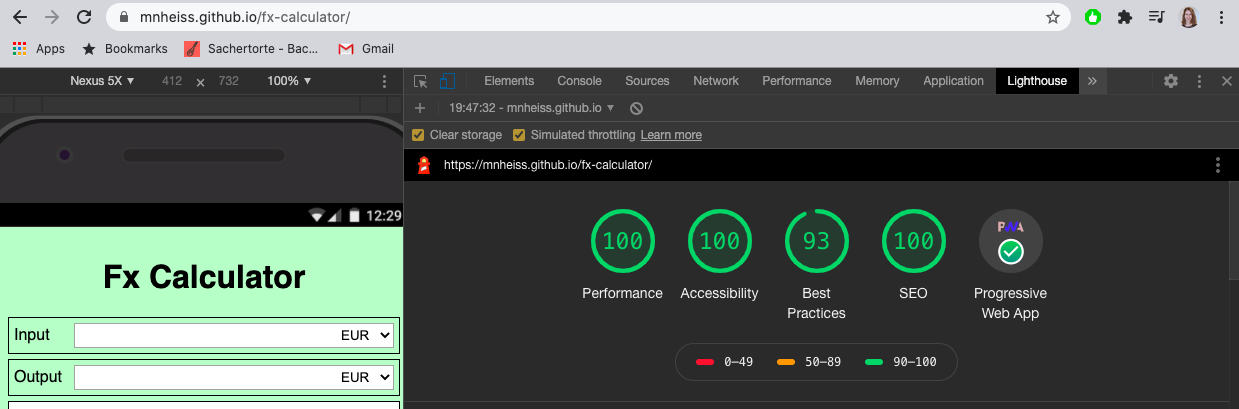 mnheiss.github.io/fx-calculator/
Apps Bookmarks Sachertorte - Bac... Gmail
Nexus 5X ▼ 412 × 732 100% ▼
Elements Console Sources Network Performance Memory Application Lighthouse »
19:47:32 - mnheiss.github.io ▼
Clear storage Simulated throttling Learn more
https://mnheiss.github.io/fx-calculator/
12:29
Fx Calculator
Input EUR
Output EUR
100 100 93 100 PWA
Performance Accessibility Best Practices SEO Progressive Web App
0–49 50–89 90–100